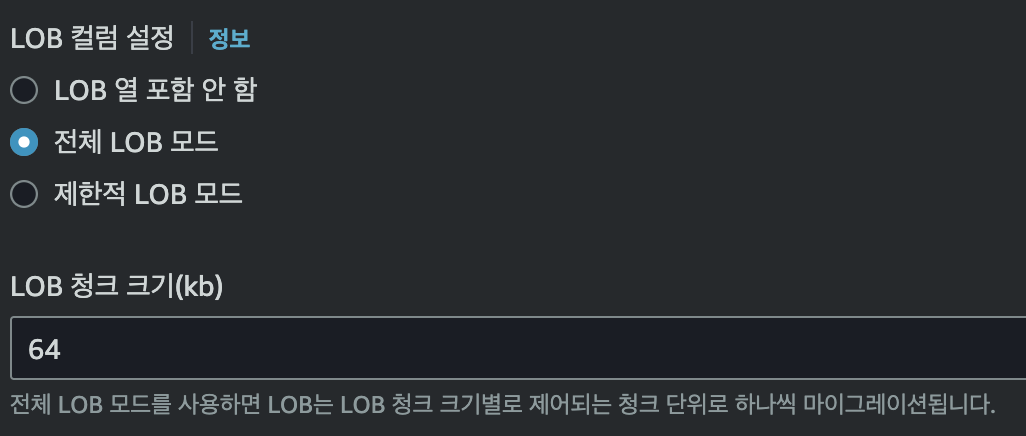 LOB 컬럼 설정 정보
LOB 열 포함 안 함
전체 LOB 모드
제한적 LOB 모드
LOB 청크 크기(kb)
64
전체 LOB 모드를 사용하면 LOB는 LOB 청크 크기별로 제어되는 청크 단위로 하나씩 마이그레이션됩니다.